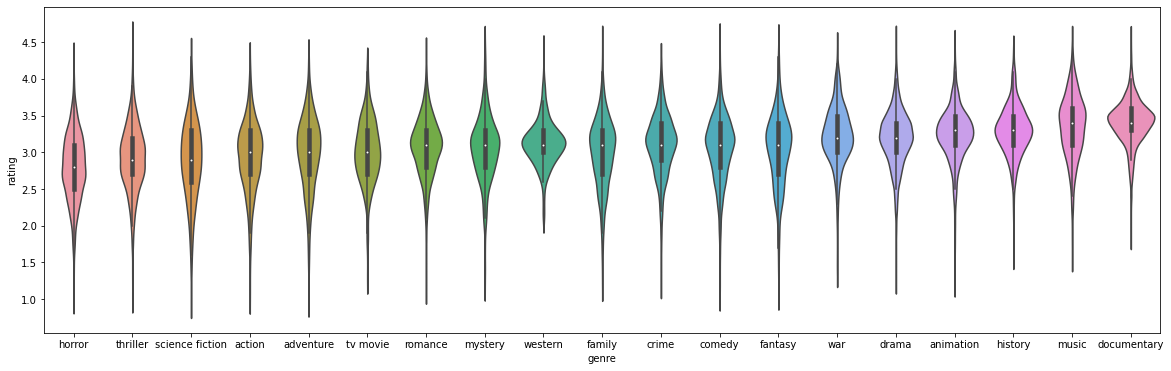 4.5
4.0
3.5
3.0
2.5
2.0
1.5
1.0
rating
horror thriller science fiction action adventure tv movie romance mystery western family crime comedy fantasy war drama animation history music documentary
genre